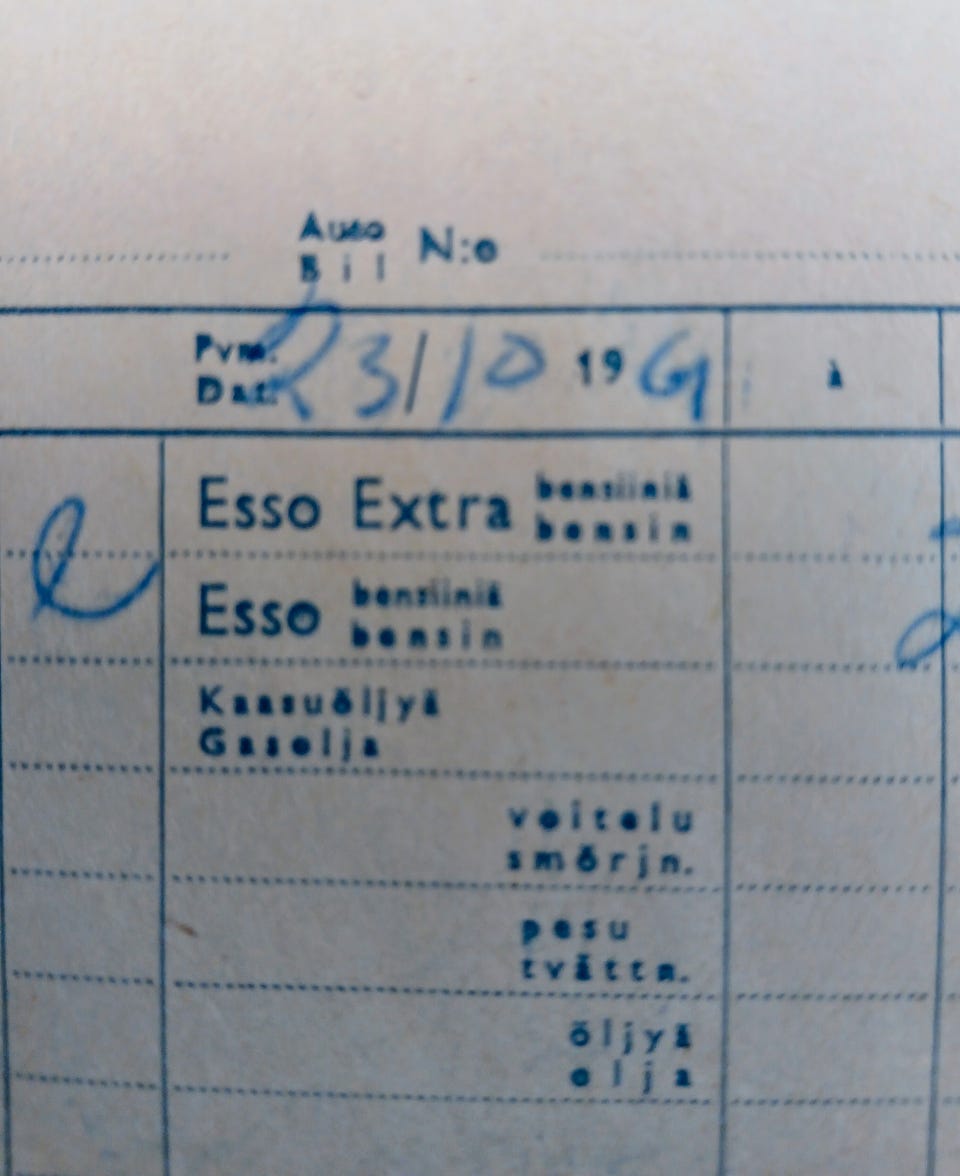 Auto N:o
Bil
Pvm.
Dat. 23/10 19
Esso Extra bensiiniä
bensin
l
Esso bensiiniä
bensin
Kaasuöljyä
Gasolja
voitelu
smörjn.
pesu
tvättn.
öljyä
olja
à